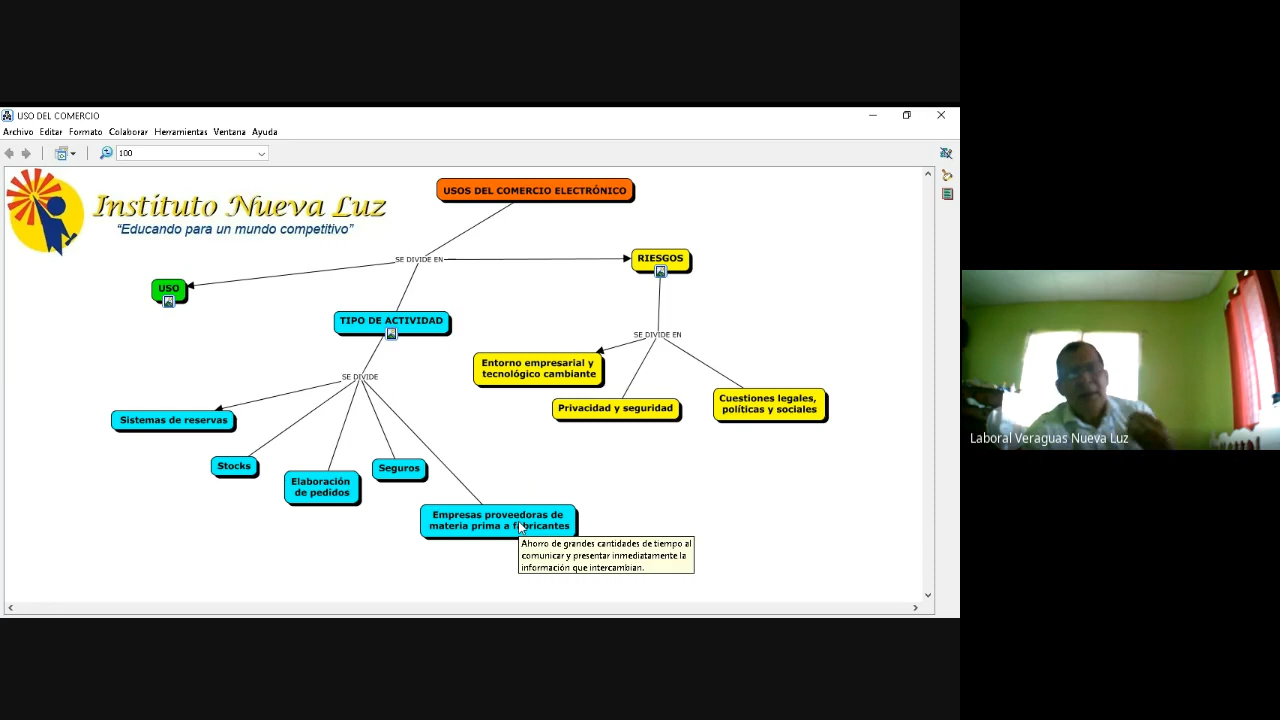 USO DEL COMERCIO
Archivo Editar Formato Colaborar Herramientas Ventana Ayuda
100
Instituto Nueva Luz
“Educando para un mundo competitivo”
USOS DEL COMERCIO ELECTRÓNICO
SE DIVIDE EN
RIESGOS
USO
TIPO DE ACTIVIDAD
SE DIVIDE EN
Entorno empresarial y
tecnológico cambiante
Privacidad y seguridad
Cuestiones legales,
políticas y sociales
SE DIVIDE
Sistemas de reservas
Stocks
Elaboración
de pedidos
Seguros
Empresas proveedoras de
materia prima a fabricantes
Ahorro de grandes cantidades de tiempo al
comunicar y presentar inmediatamente la
información que intercambian.
Laboral Veraguas Nueva Luz